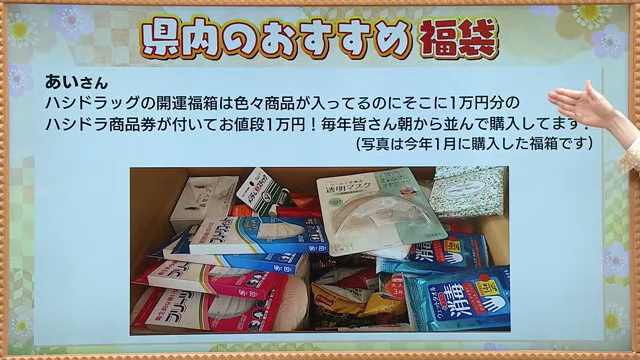 県内のおすすめ福袋
あいさん
ハシドラッグの開運福箱は色々商品が入ってるのにそこに1万円分の
ハシドラ商品券が付いてお値段1万円！毎年皆さん朝から並んで購入してます！
(写真は今年1月に購入した福箱です)
透明マスク
消毒
消毒